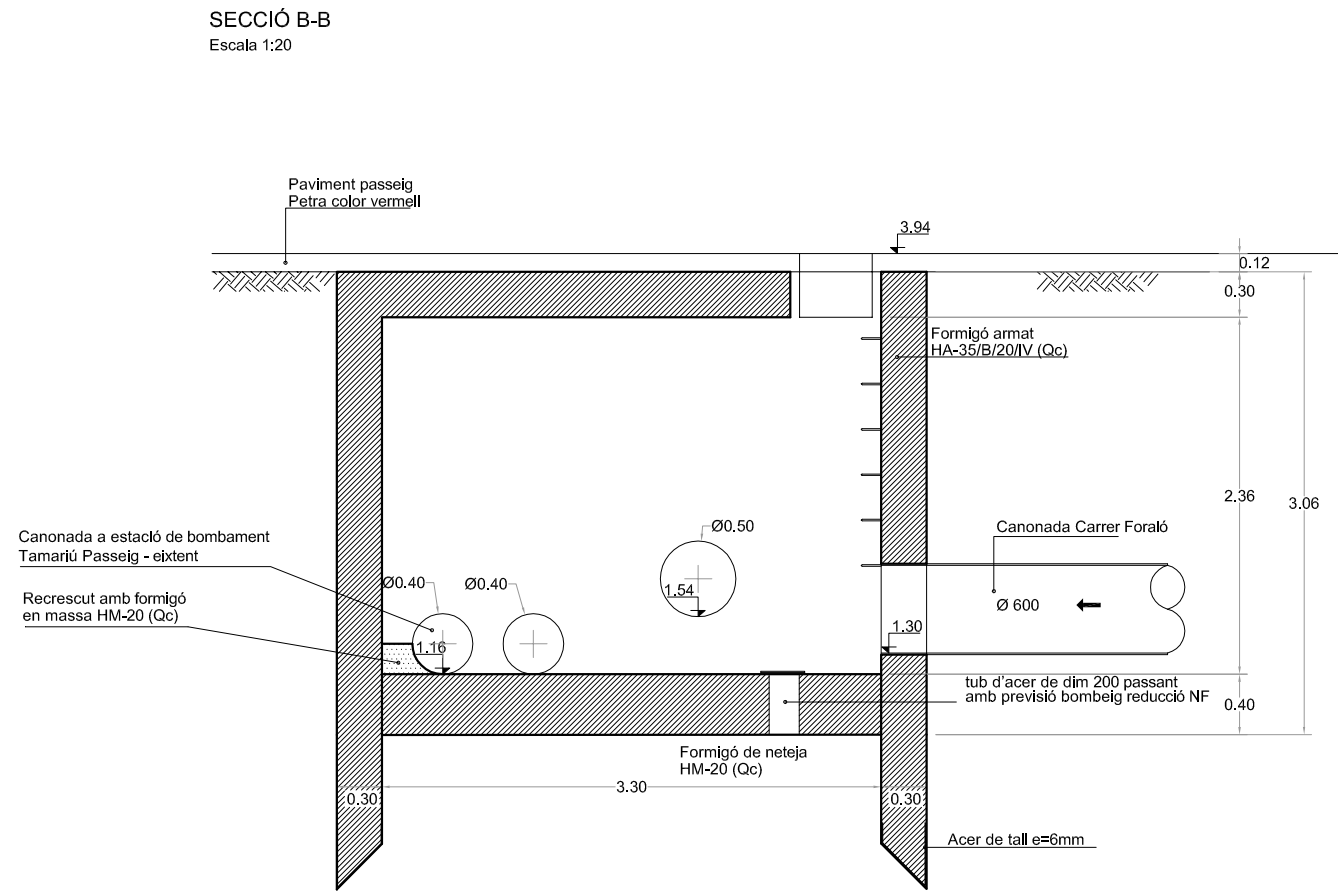 SECCIÓ B-B
Escala 1:20
Paviment passeig
Petra color vermell
3.94
0.12
0.30
Formigó armat
HA-35/B/20/IV (Qc)
2.36
3.06
Canonada a estació de bombament
Tamariú Passeig - eixtent
Ø0.50
Canonada Carrer Foraló
Ø0.40
Ø0.40
1.54
Recrescut amb formigó
en massa HM-20 (Qc)
Ø 600
1.16
1.30
tub d'acer de dim 200 passant
amb previsió bombeig reducció NF
0.40
Formigó de neteja
HM-20 (Qc)
0.30
3.30
0.30
Acer de tall e=6mm